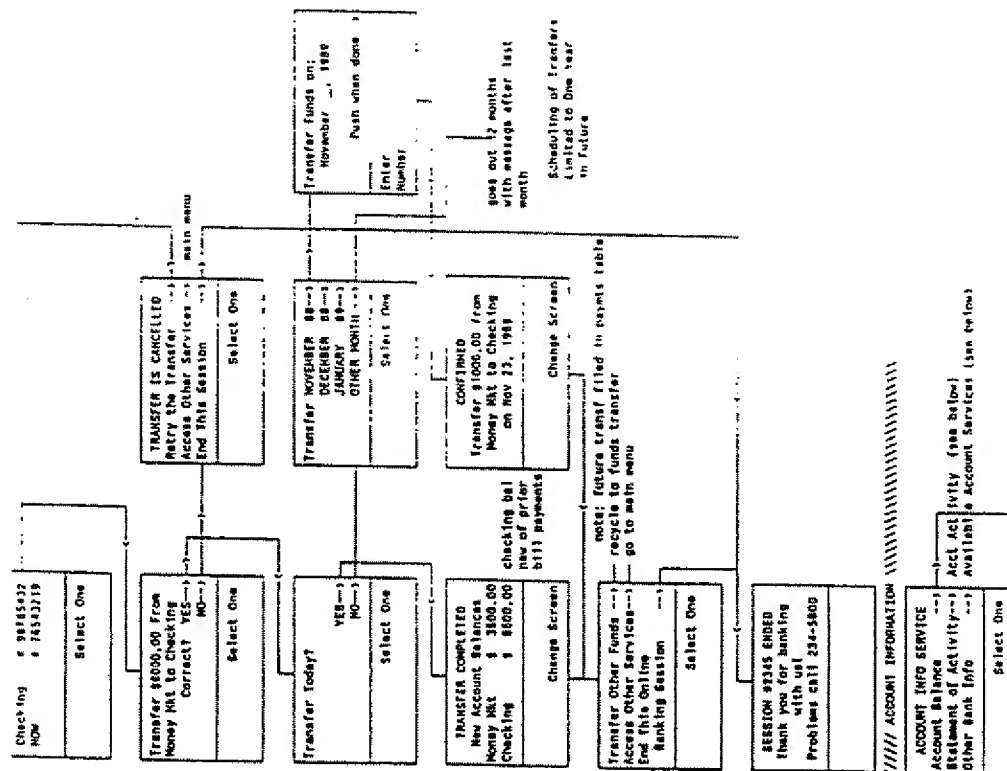 Checking # 98765432
NOW # 76543219
Select One
Transfer $6000.00 From
Money Mkt to Checking
Correct? YES-->
NO-->
Select One
TRANSFER IS CANCELLED
Retry the Transfer -->
Access Other Services --> main menu
End This Session -->
Select One
Transfer Today?
YES-->
NO-->
Select One
Transfer NOVEMBER 88-->
DECEMBER 88-->
JANUARY 89-->
OTHER MONTH -->
Select One
Transfer Funds on:
November __, 1988
Push when done
Enter
Number
goes out 12 months
with message after last
month
Scheduling of Tranfers
Limited to One Year
in Future
TRANSFER COMPLETED
New Account Balances
Money Mkt $ 3600.00
Checking $ 8600.00
Change Screen
checking bal
new of prior
bill payments
CONFIRMED
Transfer $1000.00 from
Money Mkt to Checking
on Nov 23, 1989
Change Screen
note: future transf filed in paymts table
Transfer Other Funds --> recycle to funds transfer
Access Other Services--> go to main menu
End This Online
Banking Session -->
Select One
SESSION #2345 ENDED
Thank you for Banking
with us!
Problems call 234-5800
///// ACCOUNT INFORMATION \\\\\\\\\\\\\\\\\\\\\\\\
ACCOUNT INFO SERVICE
Account Balance -->
Statement of Activity--> Acct Activity (see below)
Other Bank Info --> Available Account Services (see below)
Select One